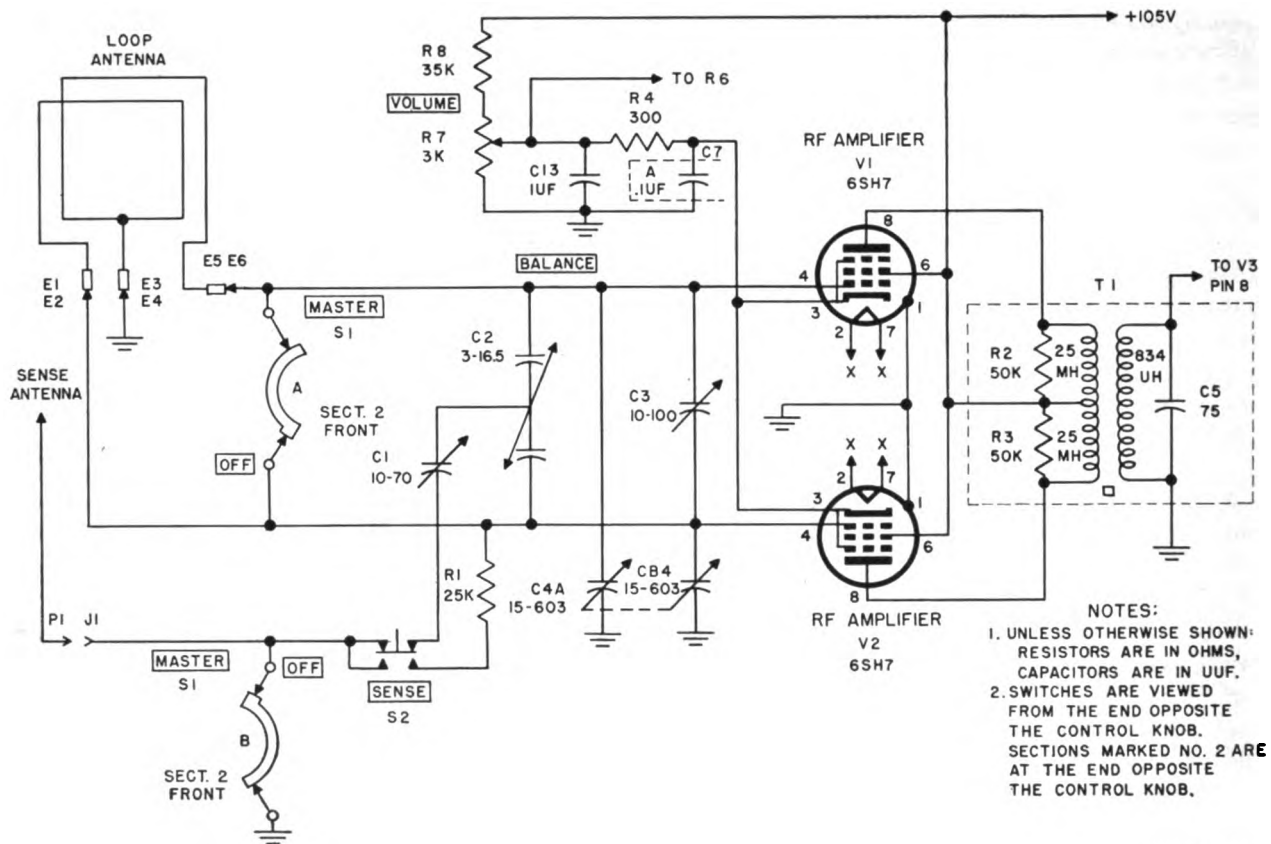 +105V
LOOP
ANTENNA
R8
35K
TO R6
VOLUME
R4
300
R7
3K
C7
C13
1UF
A
.1UF
RF AMPLIFIER
V1
6SH7
8
4
6
3
1
2
7
X X
E1
E2
E3
E4
E5 E6
BALANCE
MASTER
S1
A
SECT. 2
FRONT
OFF
C2
3-16.5
C3
10-100
C1
10-70
TO V3
PIN 8
T1
R2
50K
25
MH
834
UH
C5
75
R3
50K
25
MH
SENSE
ANTENNA
X X
2
7
3
1
4
6
8
R1
25K
C4A
15-603
CB4
15-603
RF AMPLIFIER
V2
6SH7
P1 J1
MASTER
S1
OFF
SENSE
S2
B
SECT. 2
FRONT
NOTES:
1. UNLESS OTHERWISE SHOWN:
RESISTORS ARE IN OHMS,
CAPACITORS ARE IN UUF.
2. SWITCHES ARE VIEWED
FROM THE END OPPOSITE
THE CONTROL KNOB.
SECTIONS MARKED NO. 2 ARE
AT THE END OPPOSITE
THE CONTROL KNOB.